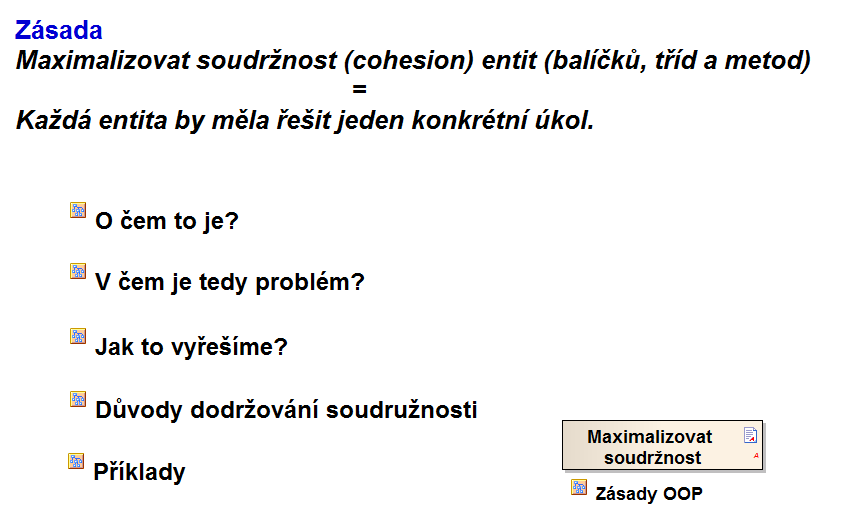 Zásada
Maximalizovat soudržnost (cohesion) entit (balíčků, tříd a metod)
=
Každá entita by měla řešit jeden konkrétní úkol.
O čem to je?
V čem je tedy problém?
Jak to vyřešíme?
Důvody dodržování soudružnosti
Příklady
Maximalizovat
soudržnost
A
Zásady OOP